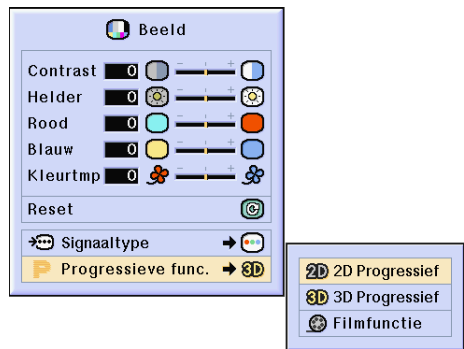 Beeld
Contrast 0 - +
Helder 0 - +
Rood 0 - +
Blauw 0 - +
Kleurtmp 0 - +
Reset
Signaaltype
P Progressieve func. 3D
2D 2D Progressief
3D 3D Progressief
Filmfunctie